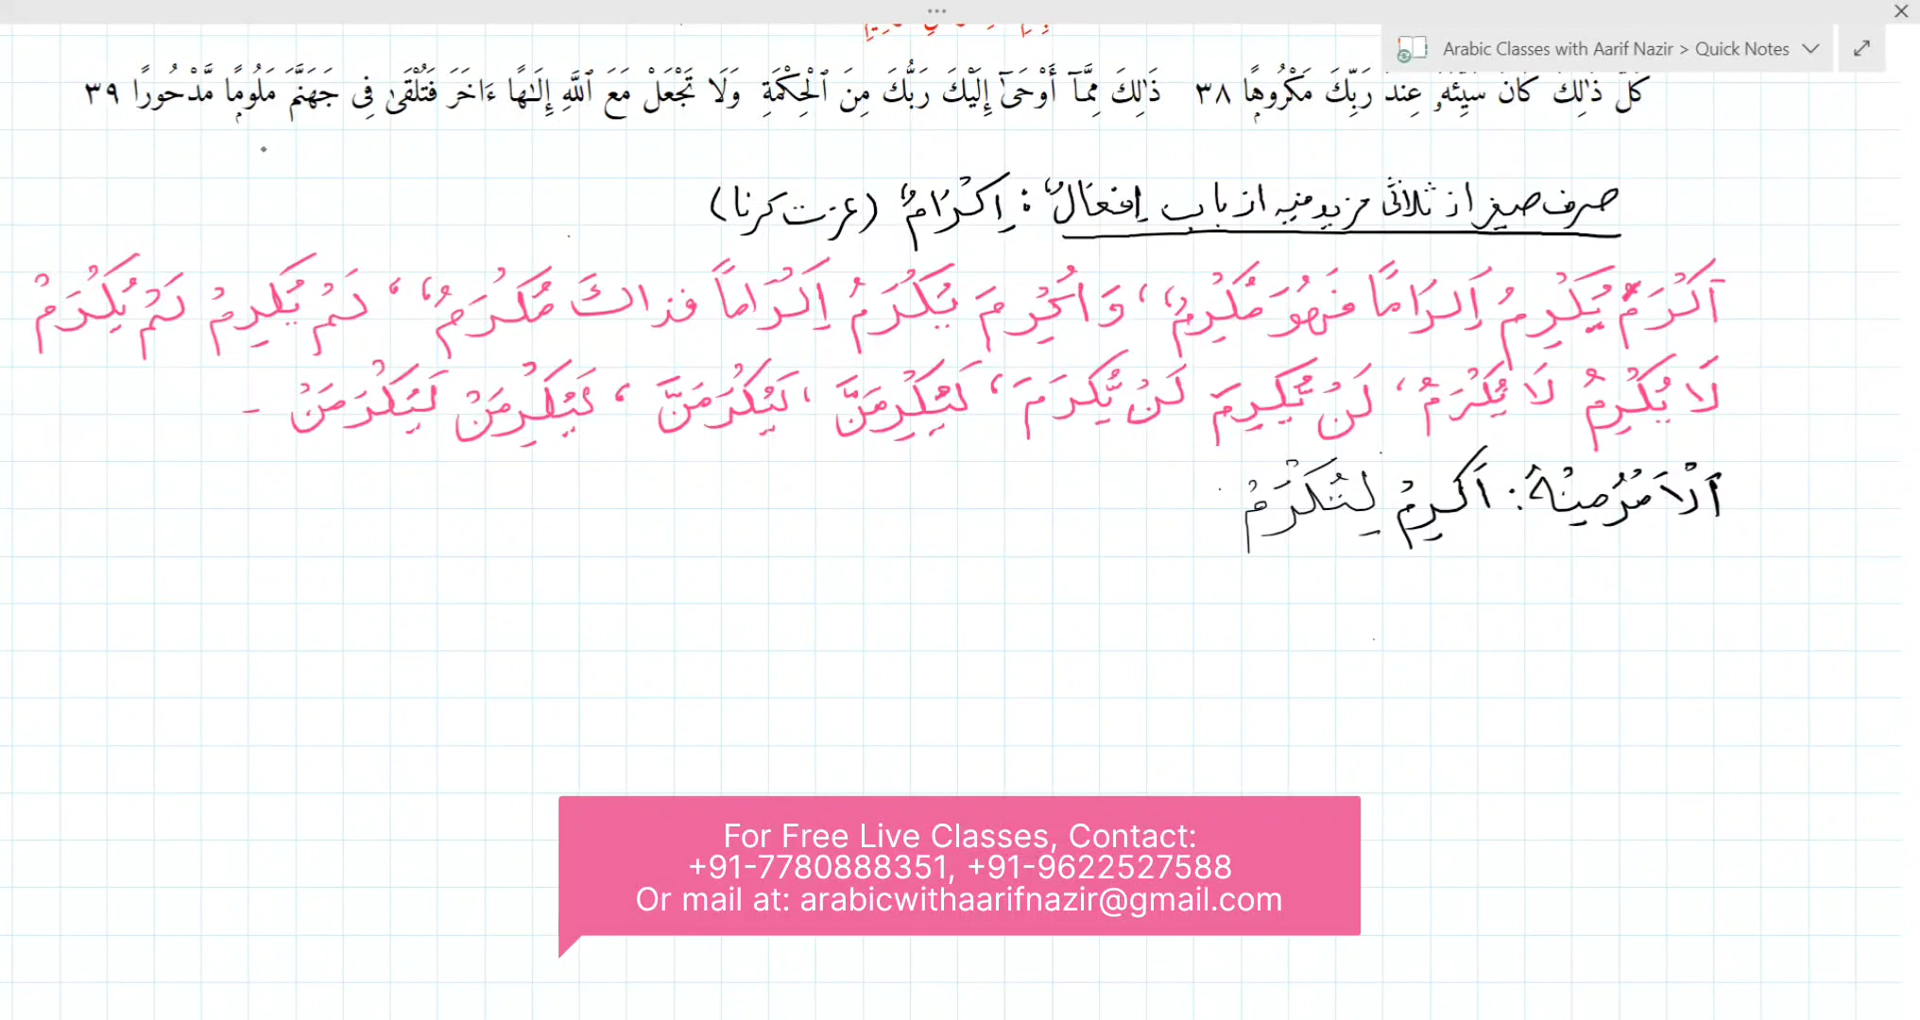 Arabic Classes with Aarif Nazir > Quick Notes
كُلُّ ذَٰلِكَ كَانَ سَيِّئُهُۥ عِندَ رَبِّكَ مَكْرُوهًا ٣٨ ذَٰلِكَ مِمَّآ أَوْحَىٰٓ إِلَيْكَ رَبُّكَ مِنَ ٱلْحِكْمَةِ وَلَا تَجْعَلْ مَعَ ٱللَّهِ إِلَـٰهًا ءَاخَرَ فَتُلْقَىٰ فِى جَهَنَّمَ مَلُومًا مَّدْحُورًا ٣٩
صرف صغیر از ثلاثی مزید فیہ از باب اِفْعَالٌ : اِكْرَامٌ (عزت کرنا)
اَكْرَمَ يُكْرِمُ اِكْرَامًا فَهُوَ مُكْرِمٌ، وَ اُكْرِمَ يُكْرَمُ اِكْرَامًا فذاكَ مُكْرَمٌ، لَمْ يُكْرِمْ لَمْ يُكْرَمْ
لَا يُكْرِمُ لَا يُكْرَمُ، لَنْ يُّكْرِمَ لَنْ يُّكْرَمَ، لَيُكْرِمَنَّ، لَيُكْرَمَنَّ، لَيُكْرِمَنْ لَيُكْرَمَنْ -
اَلْاَمْرُ مِنْهُ: اَكْرِمْ لِتُكْرَمْ
For Free Live Classes, Contact:
+91-7780888351, +91-9622527588
Or mail at: arabicwithaarifnazir@gmail.com